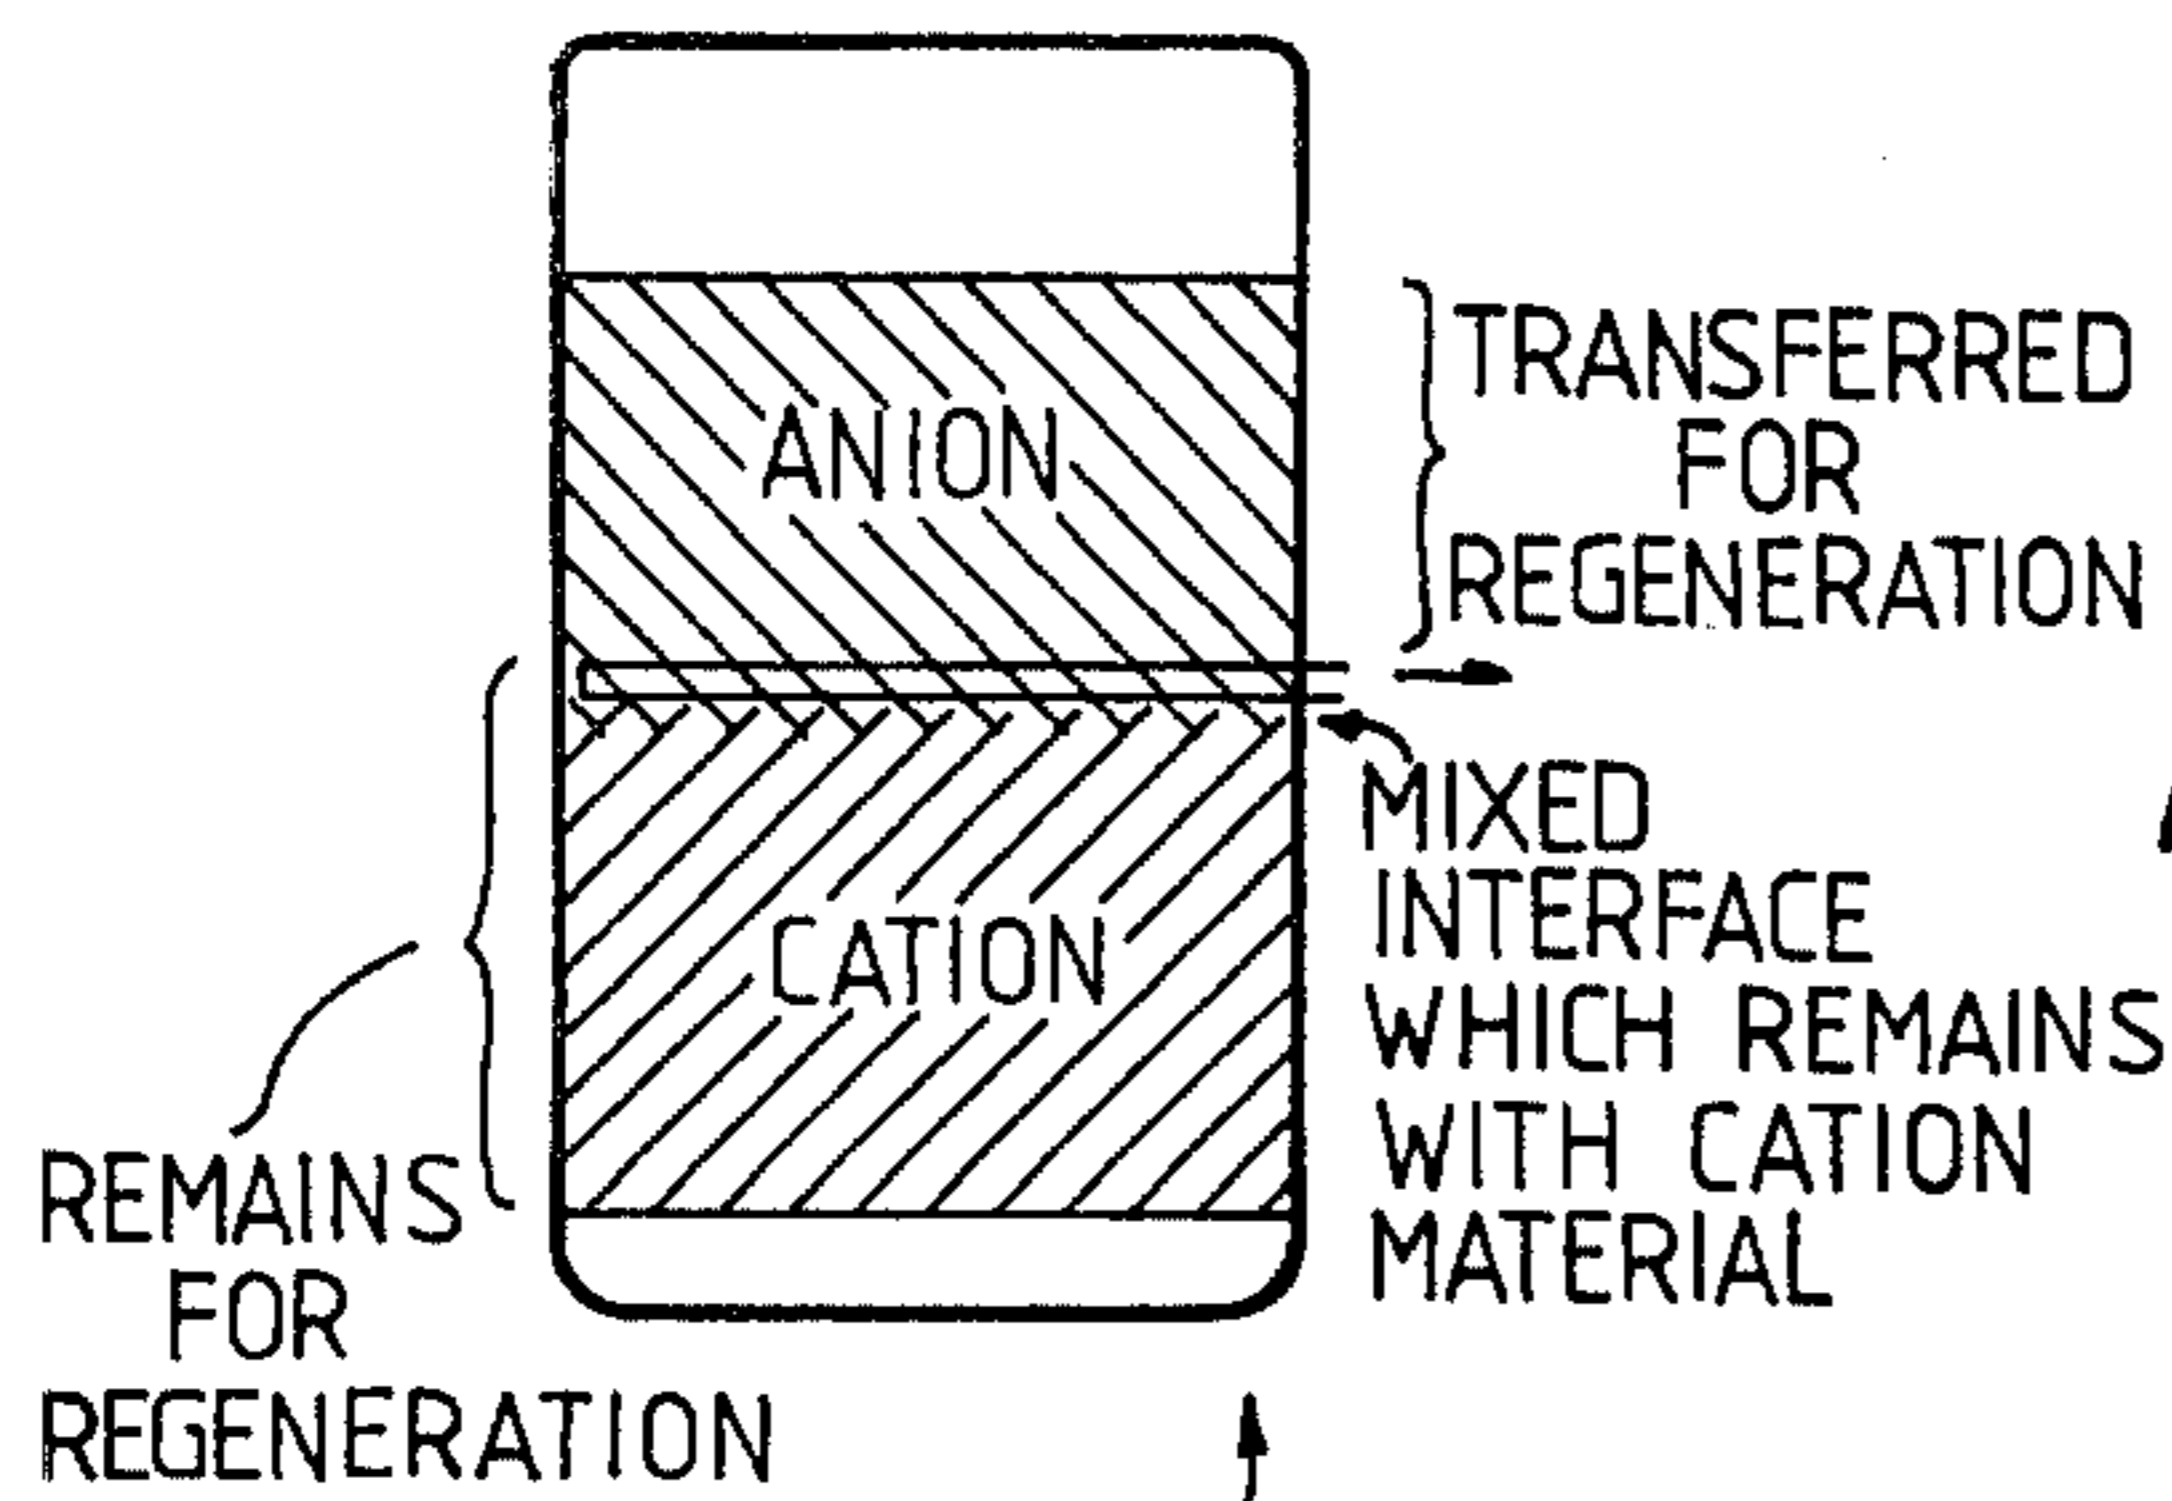 ANION
TRANSFERRED
FOR
REGENERATION
MIXED
INTERFACE
WHICH REMAINS
WITH CATION
MATERIAL
CATION
REMAINS
FOR
REGENERATION